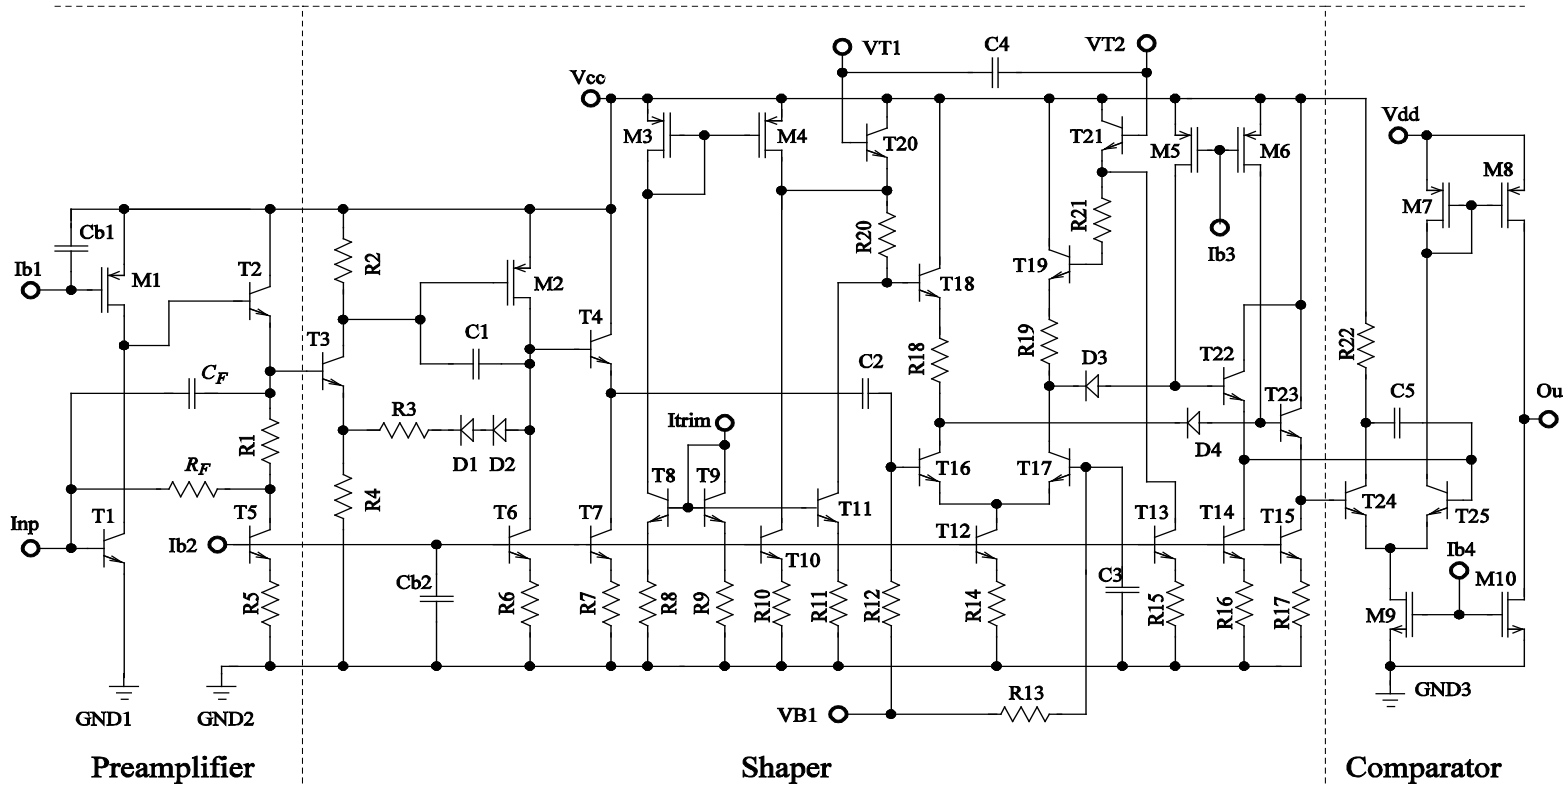 VT1
C4
VT2
Vcc
M3
M4
T20
T21
M5
M6
Vdd
M8
M7
Cb1
Ib1
M1
T2
R2
M2
R20
T18
T19
R21
Ib3
T3
C1
T4
C2
R18
R19
D3
T22
R22
C5
Ou
CF
R1
R3
D1
D2
Itrim
D4
T23
RF
R4
T8
T9
T11
T16
T17
T24
T25
Inp
T1
T5
Ib2
T6
T7
T10
T12
T13
T14
T15
Ib4
M10
R5
Cb2
R6
R7
R8
R9
R10
R11
R12
R14
C3
R15
R16
R17
M9
GND1
GND2
VB1
R13
GND3
Preamplifier
Shaper
Comparator